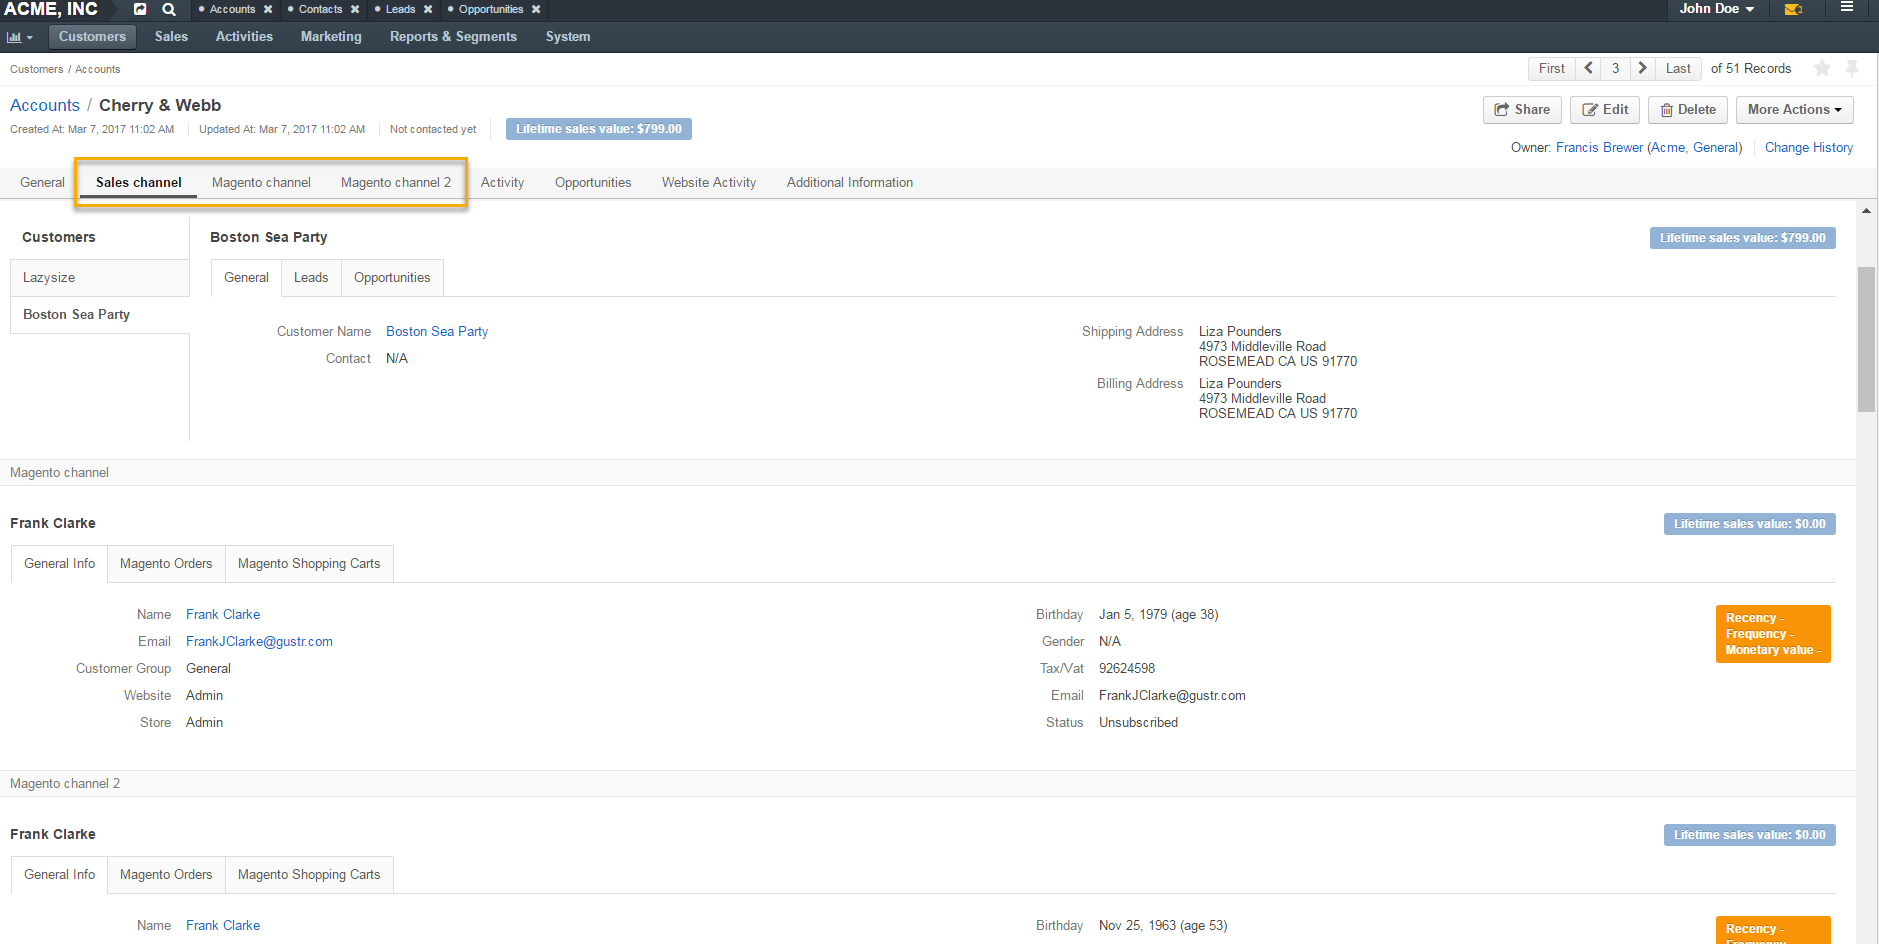 ACME, INC
Accounts Contacts Leads Opportunities
John Doe
2
Customers Sales Activities Marketing Reports & Segments System
Customers / Accounts
First 3 Last of 51 Records
Accounts / Cherry & Webb
Share Edit Delete More Actions
Created At: Mar 7, 2017 11:02 AM Updated At: Mar 7, 2017 11:02 AM Not contacted yet Lifetime sales value: $799.00
Owner: Francis Brewer (Acme, General) Change History
General Sales channel Magento channel Magento channel 2 Activity Opportunities Website Activity Additional Information
Customers
Lazysize
Boston Sea Party
Boston Sea Party
Lifetime sales value: $799.00
General Leads Opportunities
Customer Name Boston Sea Party
Contact N/A
Shipping Address Liza Pounders
4973 Middleville Road
ROSEMEAD CA US 91770
Billing Address Liza Pounders
4973 Middleville Road
ROSEMEAD CA US 91770
Magento channel
Frank Clarke
Lifetime sales value: $0.00
General Info Magento Orders Magento Shopping Carts
Name Frank Clarke
Email FrankJClarke@gustr.com
Customer Group General
Website Admin
Store Admin
Birthday Jan 5, 1979 (age 38)
Gender N/A
Tax/Vat 92624598
Email FrankJClarke@gustr.com
Status Unsubscribed
Recency -
Frequency -
Monetary value -
Magento channel 2
Frank Clarke
Lifetime sales value: $0.00
General Info Magento Orders Magento Shopping Carts
Name Frank Clarke
Birthday Nov 25, 1963 (age 53)
Recency -
Frequency -